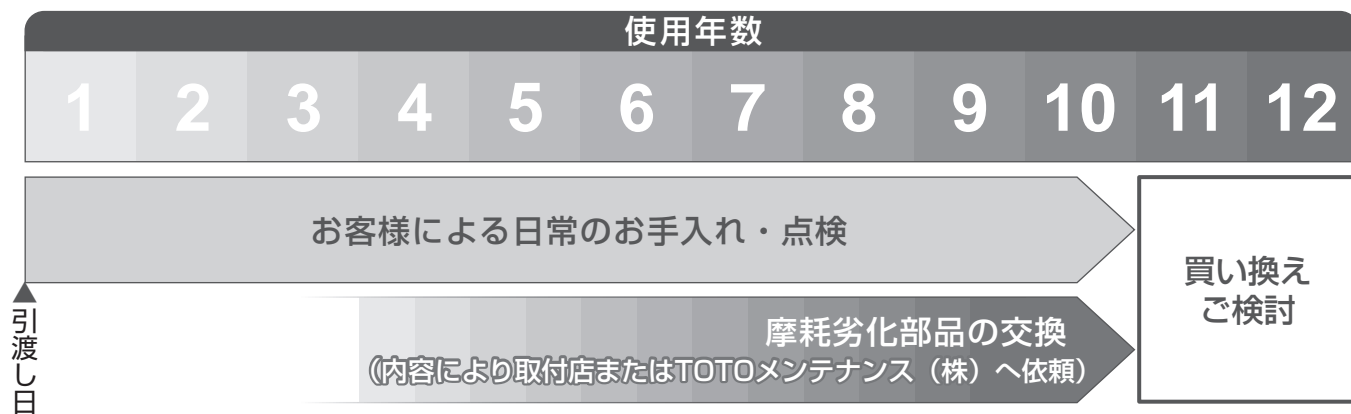 使用年数
1 2 3 4 5 6 7 8 9 10 11 12
お客様による日常のお手入れ・点検
買い換え
ご検討
引渡し日
摩耗劣化部品の交換
(内容により取付店またはTOTOメンテナンス（株）へ依頼)